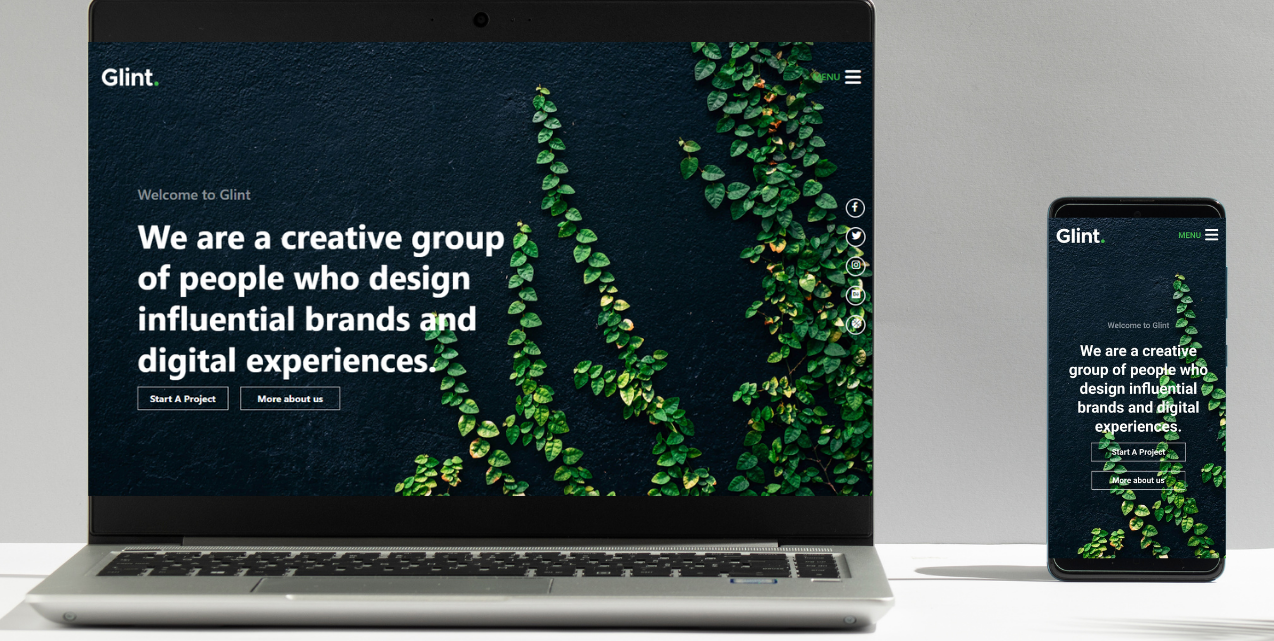 Glint.
MENU
Welcome to Glint
We are a creative group
of people who design
influential brands and
digital experiences.
Start A Project
More about us
Glint.
MENU
Welcome to Glint
We are a creative
group of people who
design influential
brands and digital
experiences.
Start A Project
More about us